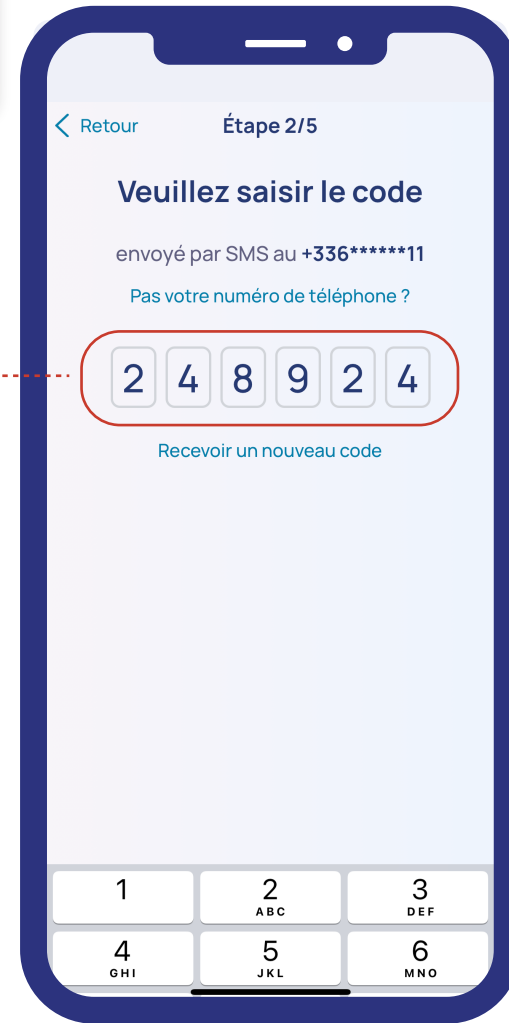 Retour
Étape 2/5
Veuillez saisir le code
envoyé par SMS au +336******11
Pas votre numéro de téléphone ?
2 4 8 9 2 4
Recevoir un nouveau code
1 2 3
ABC DEF
4 5 6
GHI JKL MNO